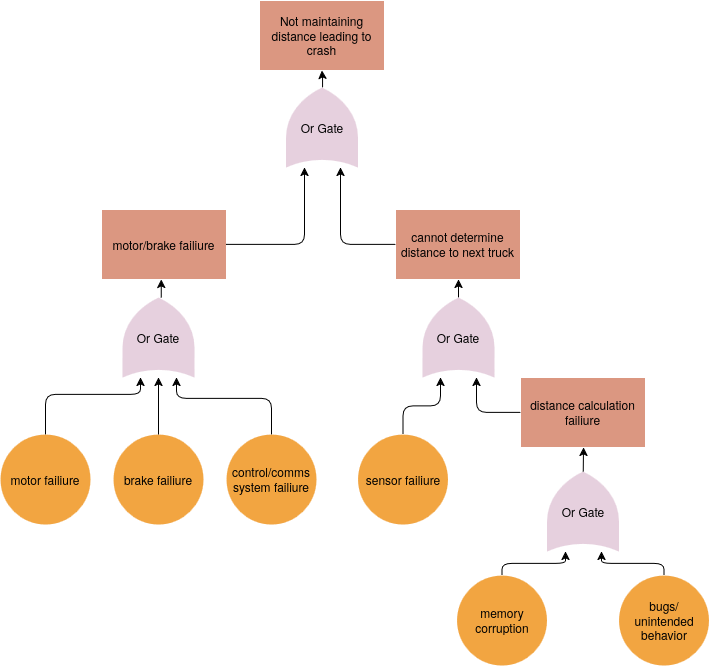 Not maintaining
distance leading to
crash
Or Gate
motor/brake failiure
cannot determine
distance to next truck
Or Gate
Or Gate
distance calculation
failiure
motor failiure
brake failiure
control/comms
system failiure
sensor failiure
Or Gate
memory
corruption
bugs/
unintended
behavior